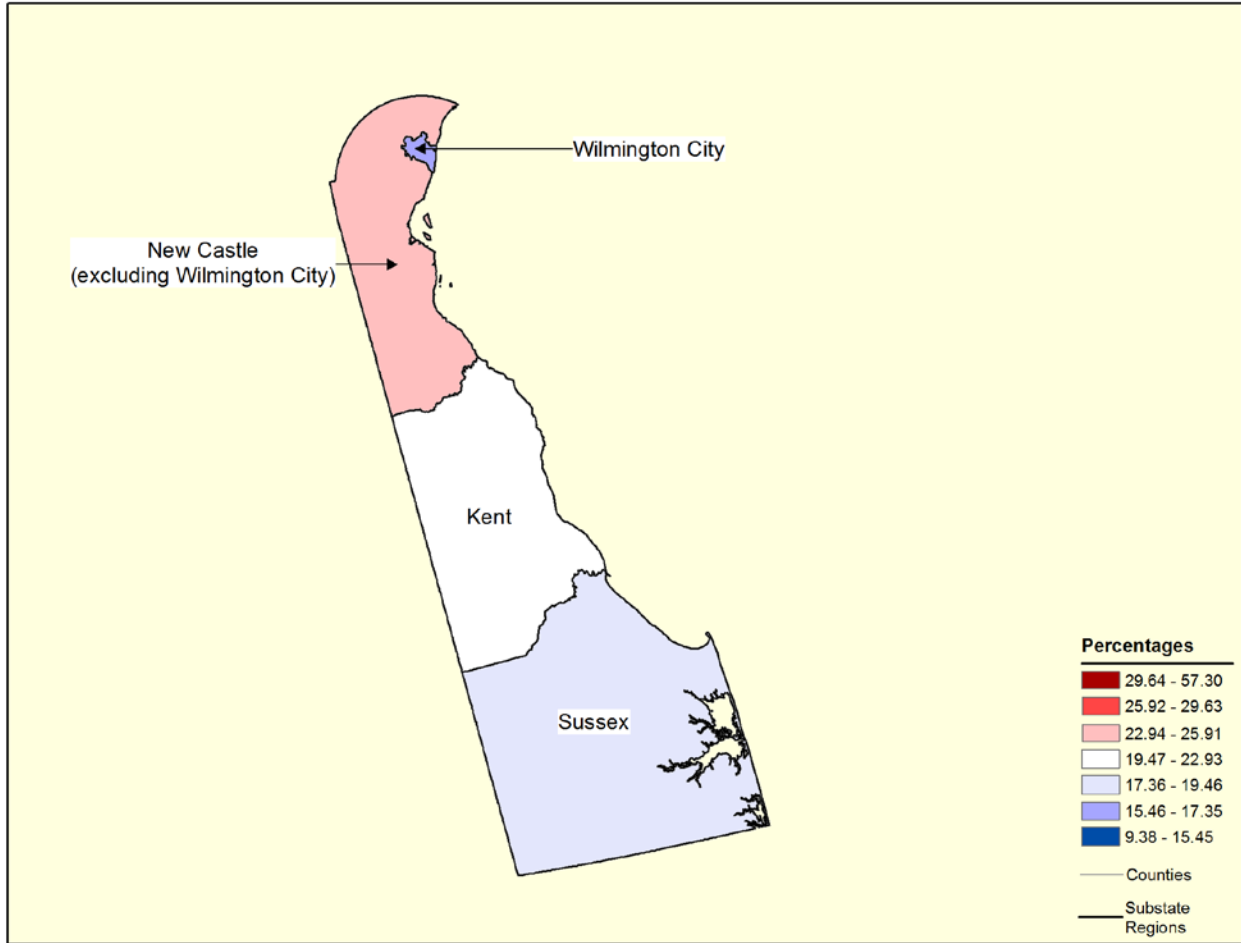 Wilmington City
New Castle
(excluding Wilmington City)
Kent
Sussex
Percentages
29.64 - 57.30
25.92 - 29.63
22.94 - 25.91
19.47 - 22.93
17.36 - 19.46
15.46 - 17.35
9.38 - 15.45
Counties
Substate
Regions